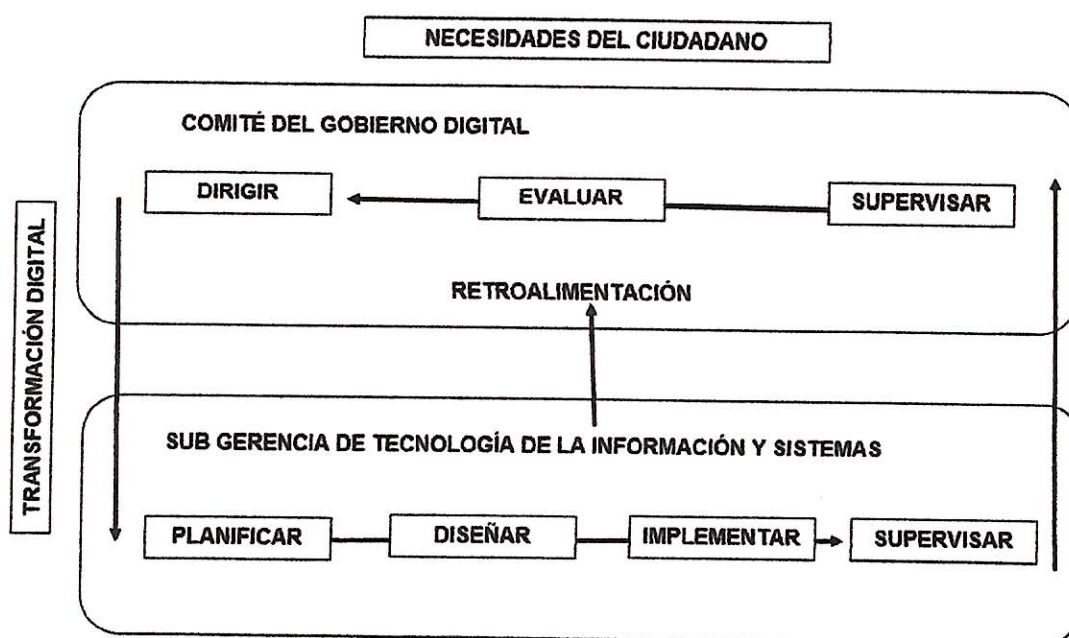 NECESIDADES DEL CIUDADANO
COMITÉ DEL GOBIERNO DIGITAL
DIRIGIR
EVALUAR
SUPERVISAR
RETROALIMENTACIÓN
TRANSFORMACIÓN DIGITAL
SUB GERENCIA DE TECNOLOGÍA DE LA INFORMACIÓN Y SISTEMAS
PLANIFICAR
DISEÑAR
IMPLEMENTAR
SUPERVISAR